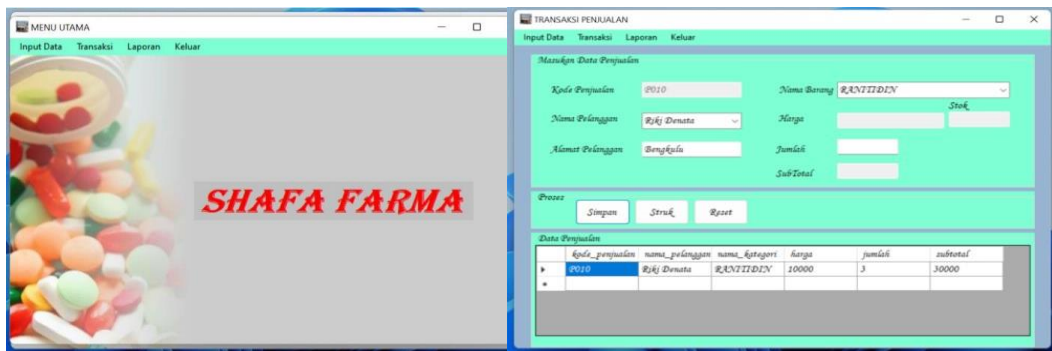 MENU UTAMA
Input Data Transaksi Laporan Keluar
SHAFA FARMA
TRANSAKSI PENJUALAN
Input Data Transaksi Laporan Keluar
Masukan Data Penjualan
Kode Penjualan P010 Nama Barang RANITIDIN
Stok
Nama Pelanggan Riki Denata Harga
Alamat Pelanggan Bengkulu Jumlah
SubTotal
Proses
Simpan Struk Reset
Data Penjualan
kode_penjualan nama_pelanggan nama_kategori harga jumlah subtotal
P010 Riki Denata RANITIDIN 10000 3 30000